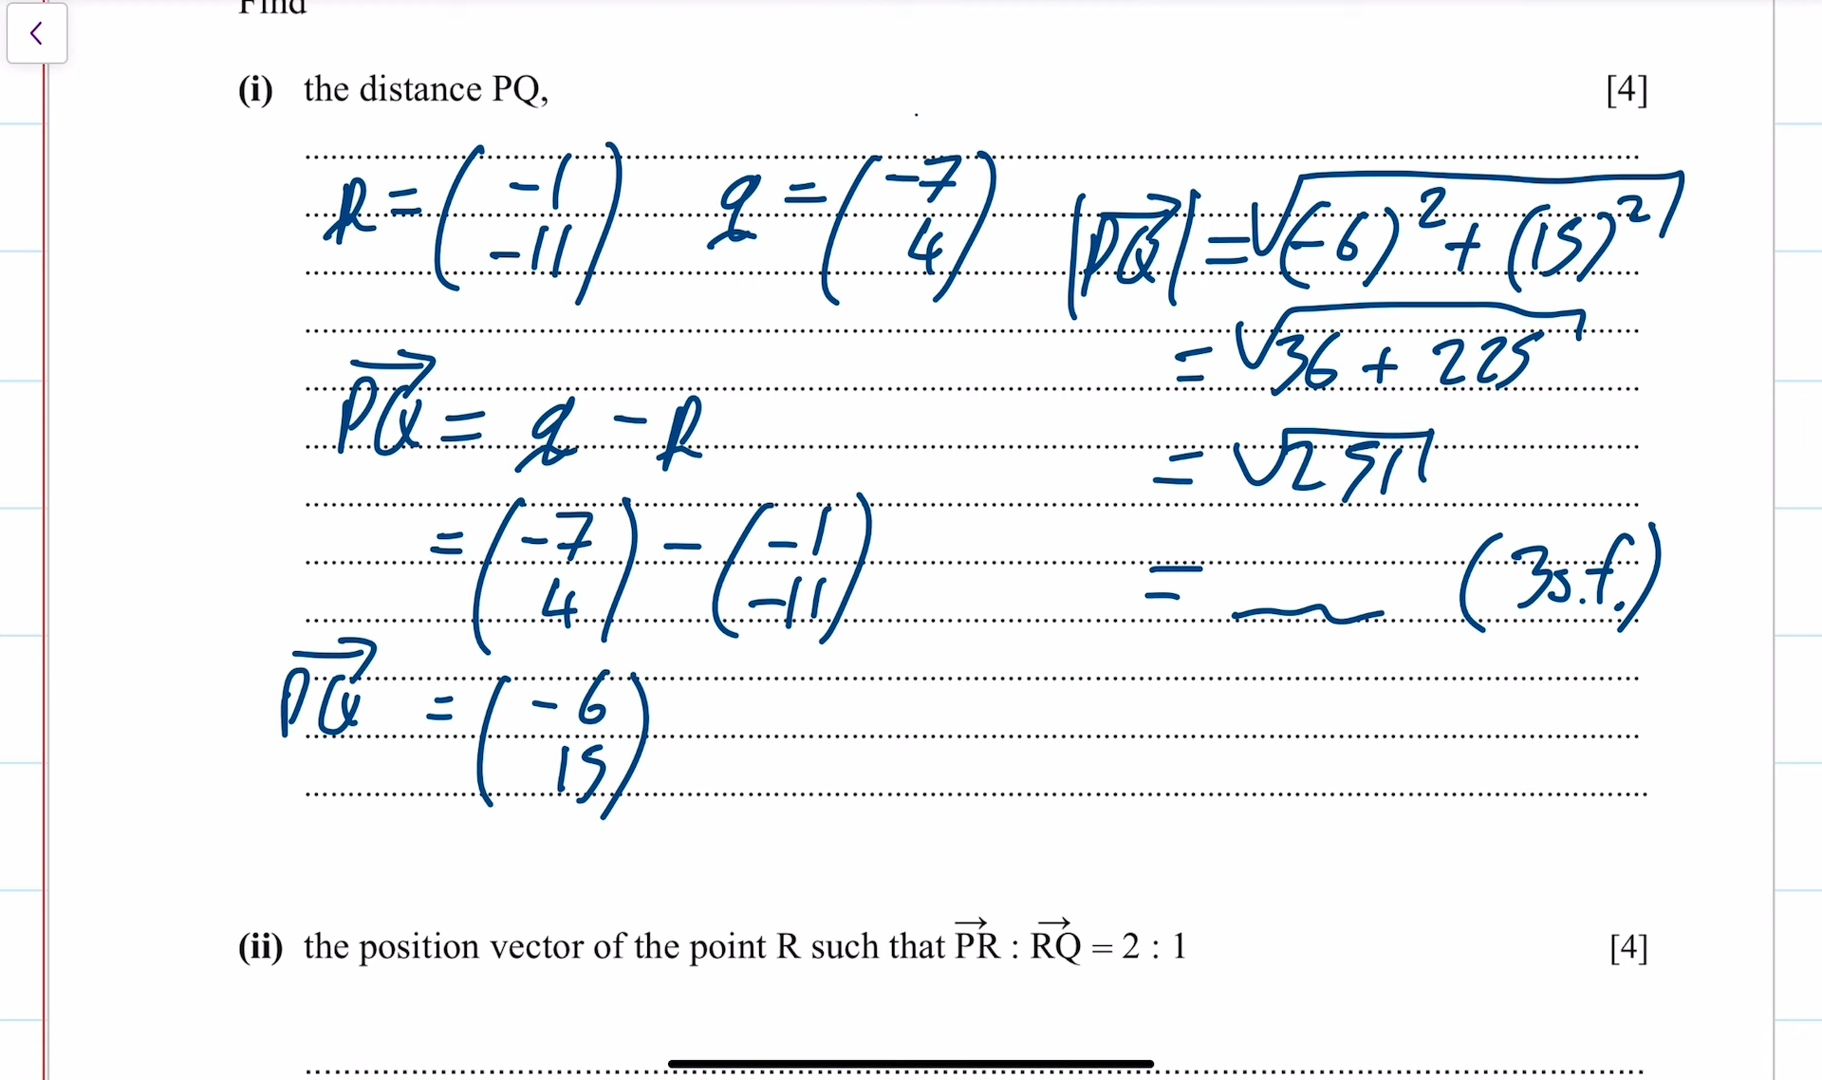 Find
(i) the distance PQ, [4]
p = (-1
-11)
q = (-7
4)
PQ = q - p
= (-7
4) - (-1
-11)
PQ = (-6
15)
|PQ| = √(-6)² + (15)²
= √36 + 225
= √251
= (3s.f.)
(ii) the position vector of the point R such that PR : RQ = 2 : 1 [4]